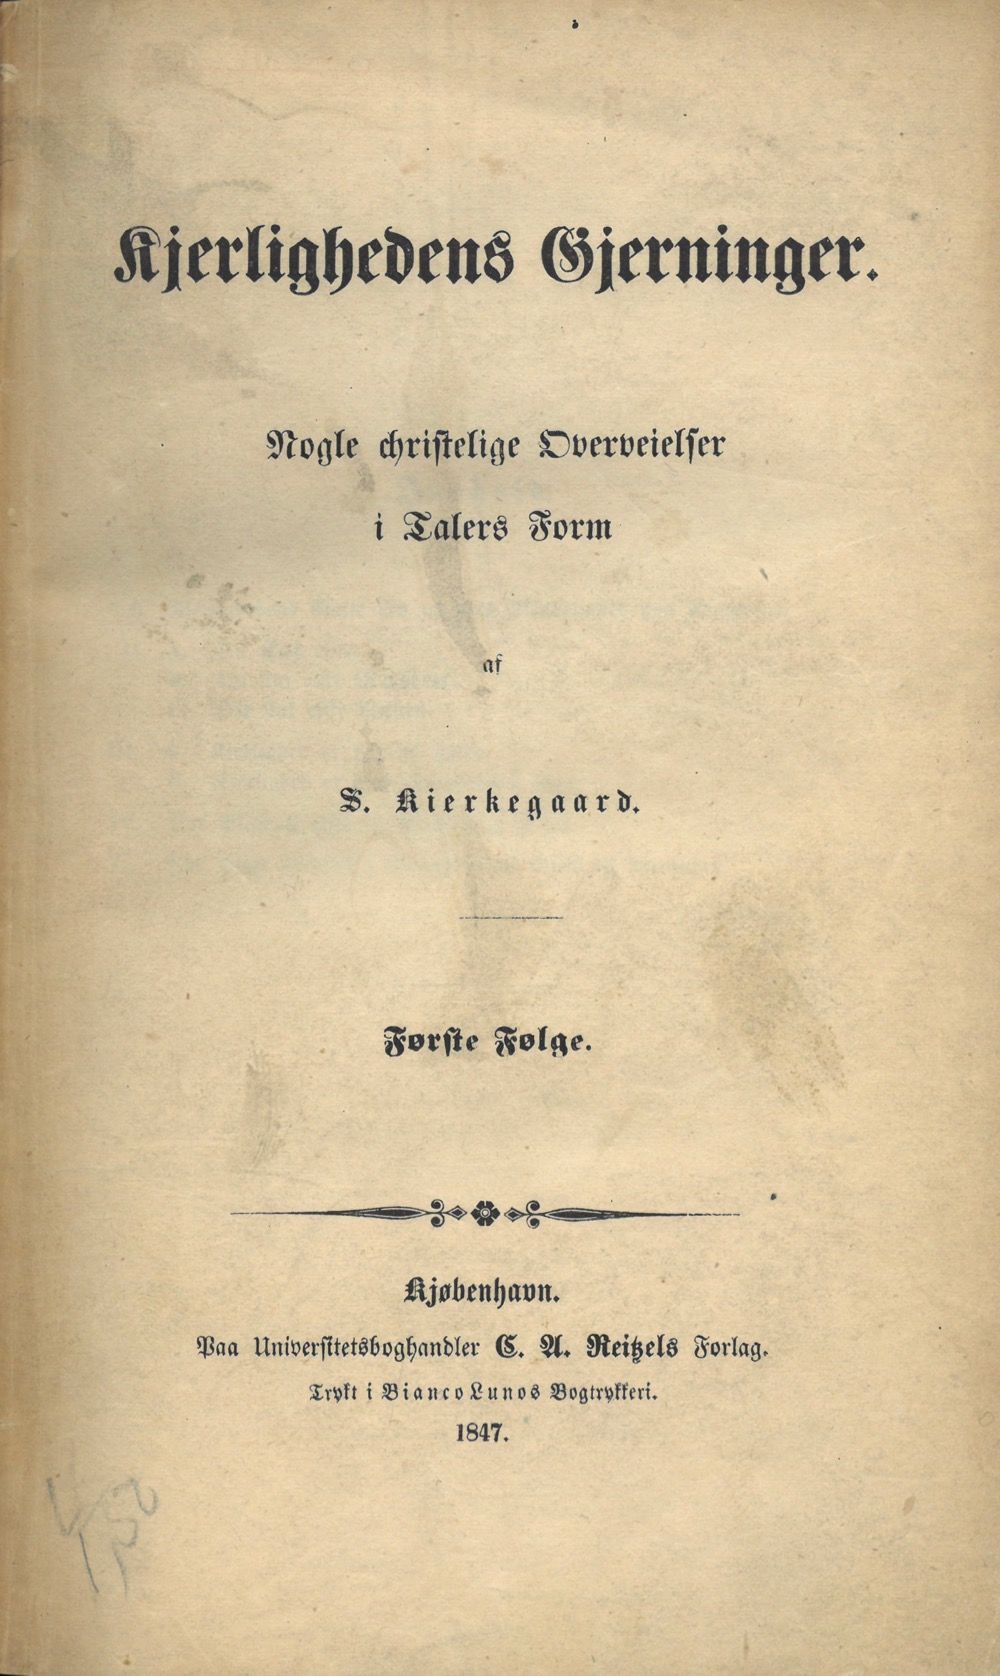 Kjerlighedens Gjerninger.
Nogle christelige Overveielser
i Talers Form
af
S. Kierkegaard.
Første Følge.
Kjøbenhavn.
Paa Universitetsboghandler C. A. Reitzels Forlag.
Trykt i Bianco Lunos Bogtrykkeri.
1847.